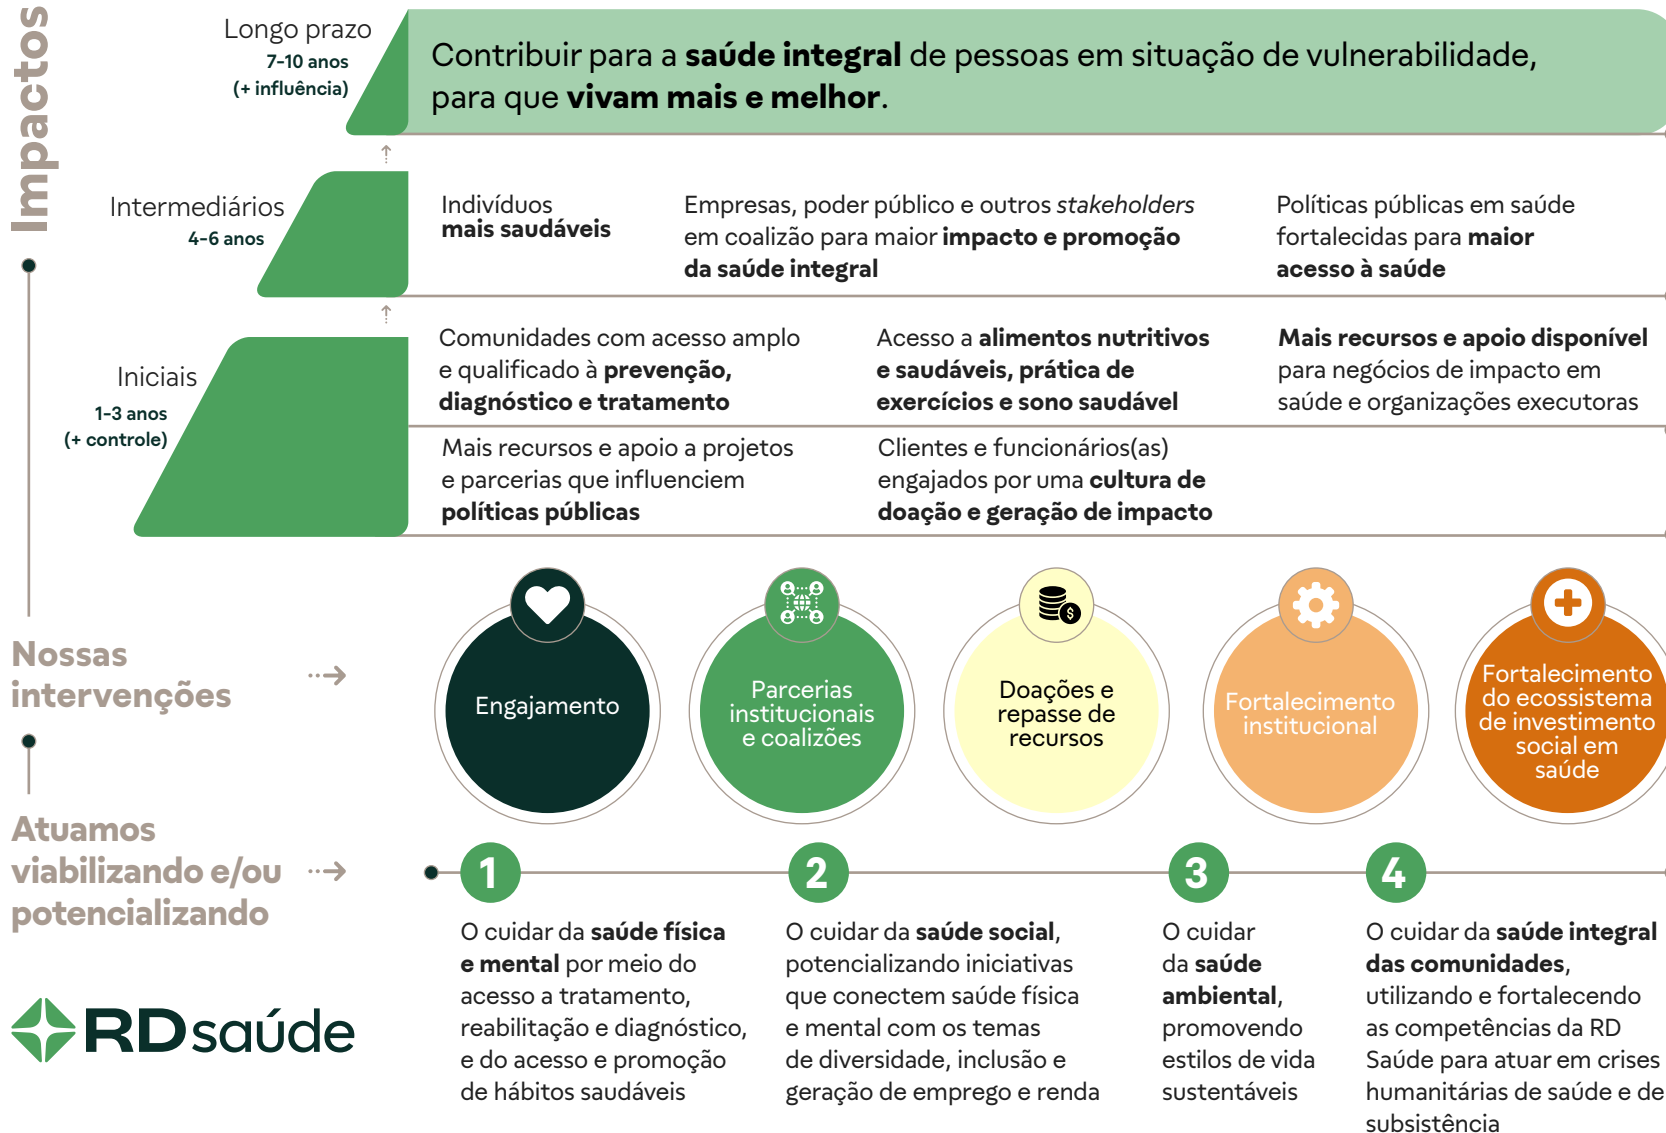 Impactos
Longo prazo
7-10 anos
(+ influência)
Contribuir para a saúde integral de pessoas em situação de vulnerabilidade,
para que vivam mais e melhor.
Intermediários
4-6 anos
Indivíduos
mais saudáveis
Empresas, poder público e outros stakeholders
em coalizão para maior impacto e promoção
da saúde integral
Políticas públicas em saúde
fortalecidas para maior
acesso à saúde
Iniciais
1-3 anos
(+ controle)
Comunidades com acesso amplo
e qualificado à prevenção,
diagnóstico e tratamento
Acesso a alimentos nutritivos
e saudáveis, prática de
exercícios e sono saudável
Mais recursos e apoio disponível
para negócios de impacto em
saúde e organizações executoras
Mais recursos e apoio a projetos
e parcerias que influenciem
políticas públicas
Clientes e funcionários(as)
engajados por uma cultura de
doação e geração de impacto
Nossas
intervenções
Engajamento
Parcerias
institucionais
e coalizões
$
Doações e
repasse de
recursos
Fortalecimento
institucional
Fortalecimento
do ecossistema
de investimento
social em
saúde
Atuamos
viabilizando e/ou
potencializando
1
O cuidar da saúde física
e mental por meio do
acesso a tratamento,
reabilitação e diagnóstico,
e do acesso e promoção
de hábitos saudáveis
2
O cuidar da saúde social,
potencializando iniciativas
que conectem saúde física
e mental com os temas
de diversidade, inclusão e
geração de emprego e renda
3
O cuidar
da saúde
ambiental,
promovendo
estilos de vida
sustentáveis
4
O cuidar da saúde integral
das comunidades,
utilizando e fortalecendo
as competências da RD
Saúde para atuar em crises
humanitárias de saúde e de
subsistência
RDsaúde